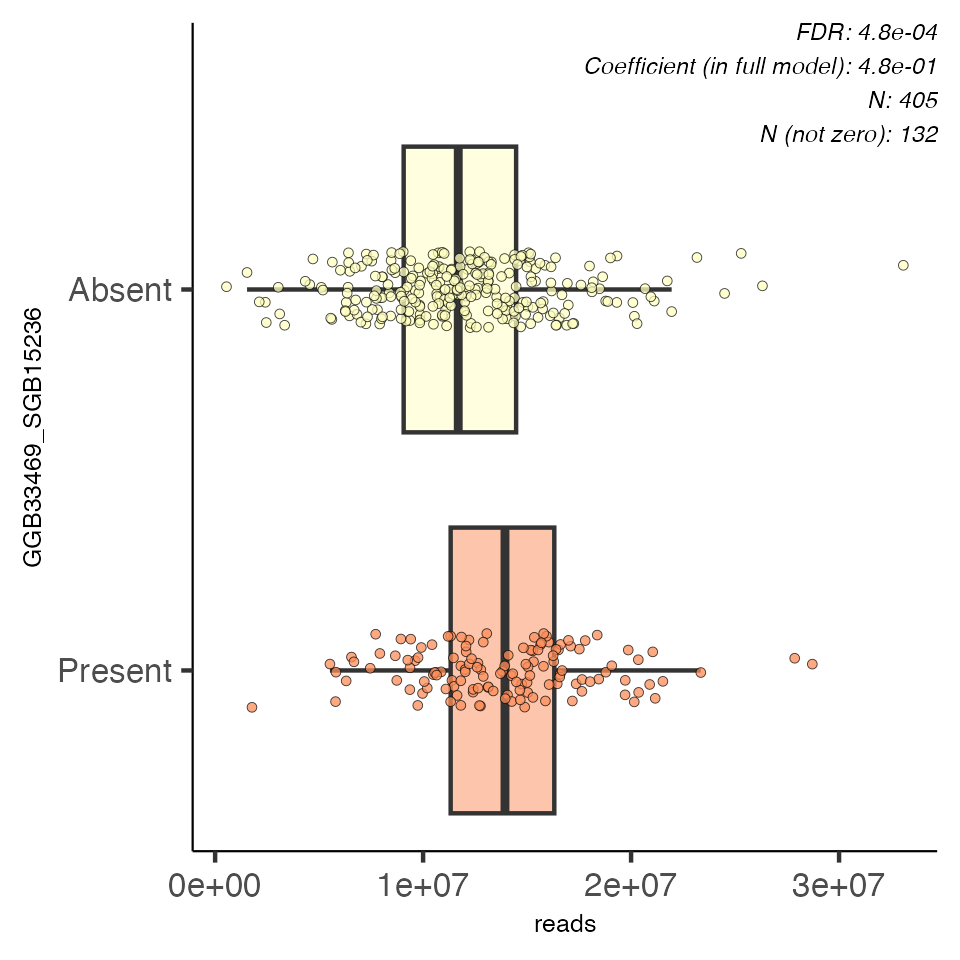 FDR: 4.8e-04
Coefficient (in full model): 4.8e-01
N: 405
N (not zero): 132
GGB33469_SGB15236
Absent
Present
0e+00 1e+07 2e+07 3e+07
reads